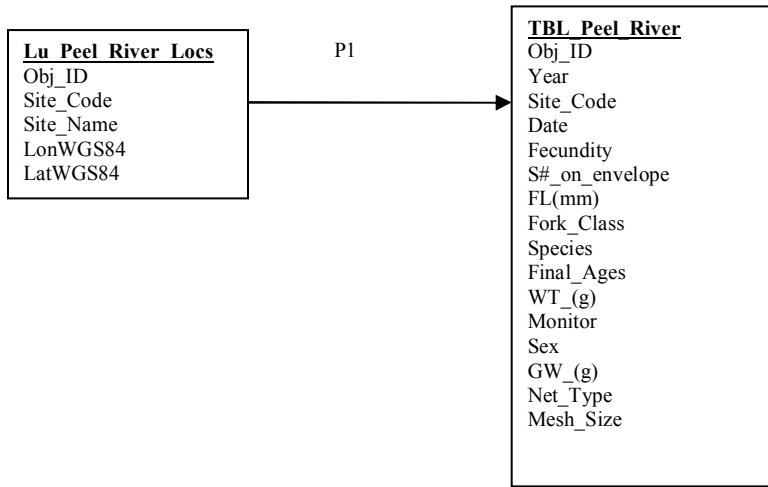 Lu_Peel_River_Locs
Obj_ID
Site_Code
Site_Name
LonWGS84
LatWGS84
P1
TBL_Peel_River
Obj_ID
Year
Site_Code
Date
Fecundity
S#_on_envelope
FL(mm)
Fork_Class
Species
Final_Ages
WT_(g)
Monitor
Sex
GW_(g)
Net_Type
Mesh_Size